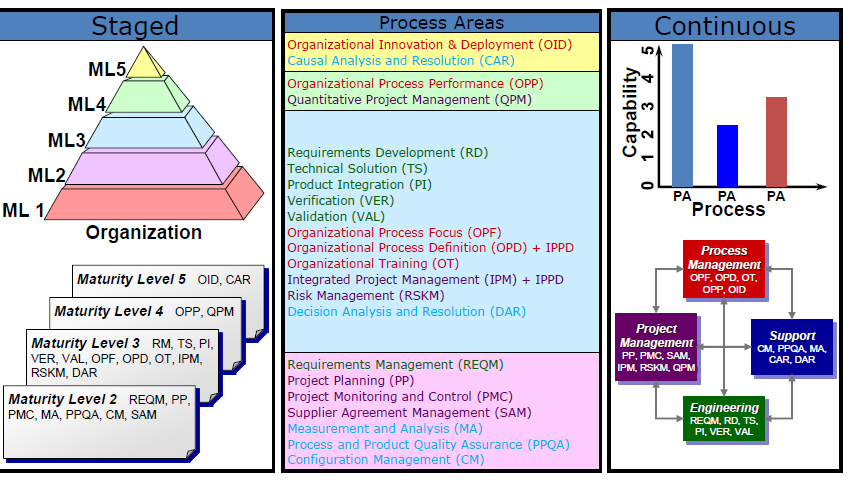 Staged
ML5
ML4
ML3
ML2
ML 1
Organization
Maturity Level 5 OID, CAR
Maturity Level 4 OPP, QPM
Maturity Level 3 RM, TS, PI,
VER, VAL, OPF, OPD, OT, IPM,
RSKM, DAR
Maturity Level 2 REQM, PP,
PMC, MA, PPQA, CM, SAM
Process Areas
Organizational Innovation & Deployment (OID)
Causal Analysis and Resolution (CAR)
Organizational Process Performance (OPP)
Quantitative Project Management (QPM)
Requirements Development (RD)
Technical Solution (TS)
Product Integration (PI)
Verification (VER)
Validation (VAL)
Organizational Process Focus (OPF)
Organizational Process Definition (OPD) + IPPD
Organizational Training (OT)
Integrated Project Management (IPM) + IPPD
Risk Management (RSKM)
Decision Analysis and Resolution (DAR)
Requirements Management (REQM)
Project Planning (PP)
Project Monitoring and Control (PMC)
Supplier Agreement Management (SAM)
Measurement and Analysis (MA)
Process and Product Quality Assurance (PPQA)
Configuration Management (CM)
Continuous
Capability
5
4
3
2
1
0
PA PA PA
Process
Process
Management
OPF, OPD, OT,
OPP, OID
Project
Management
PP, PMC, SAM,
IPM, RSKM, QPM
Support
CM, PPQA, MA,
CAR, DAR
Engineering
REQM, RD, TS,
PI, VER, VAL